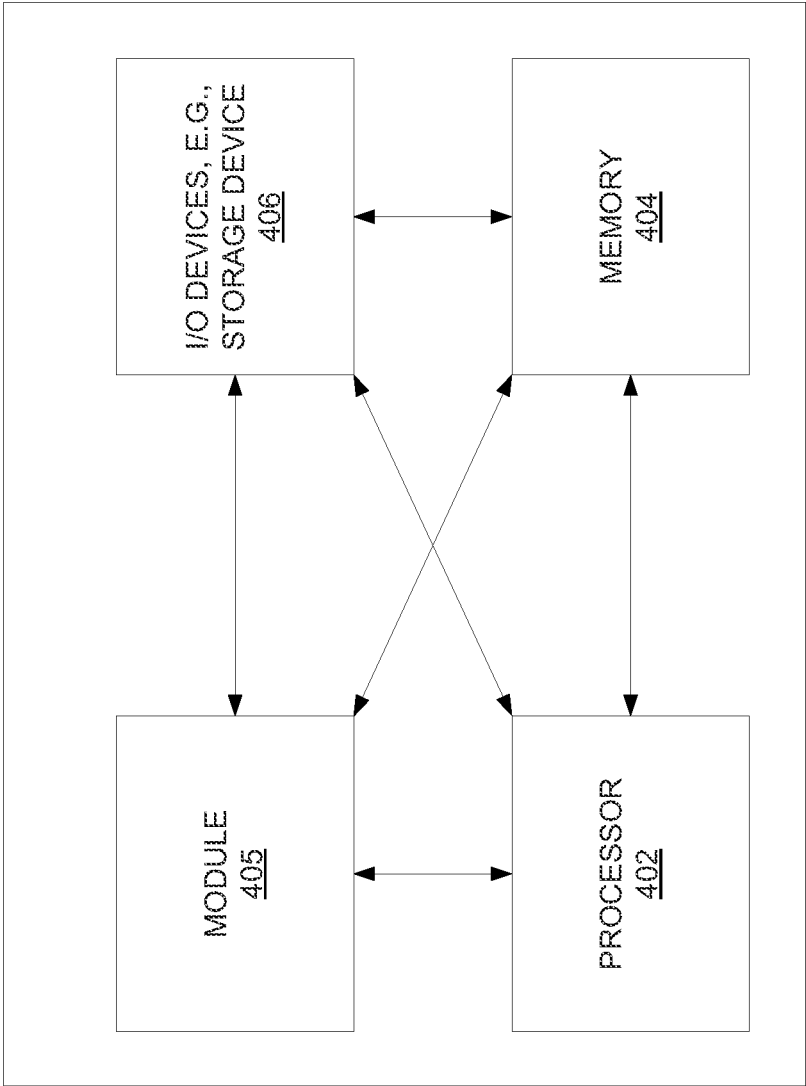 MODULE
405
I/O DEVICES, E.G.,
STORAGE DEVICE
406
PROCESSOR
402
MEMORY
404